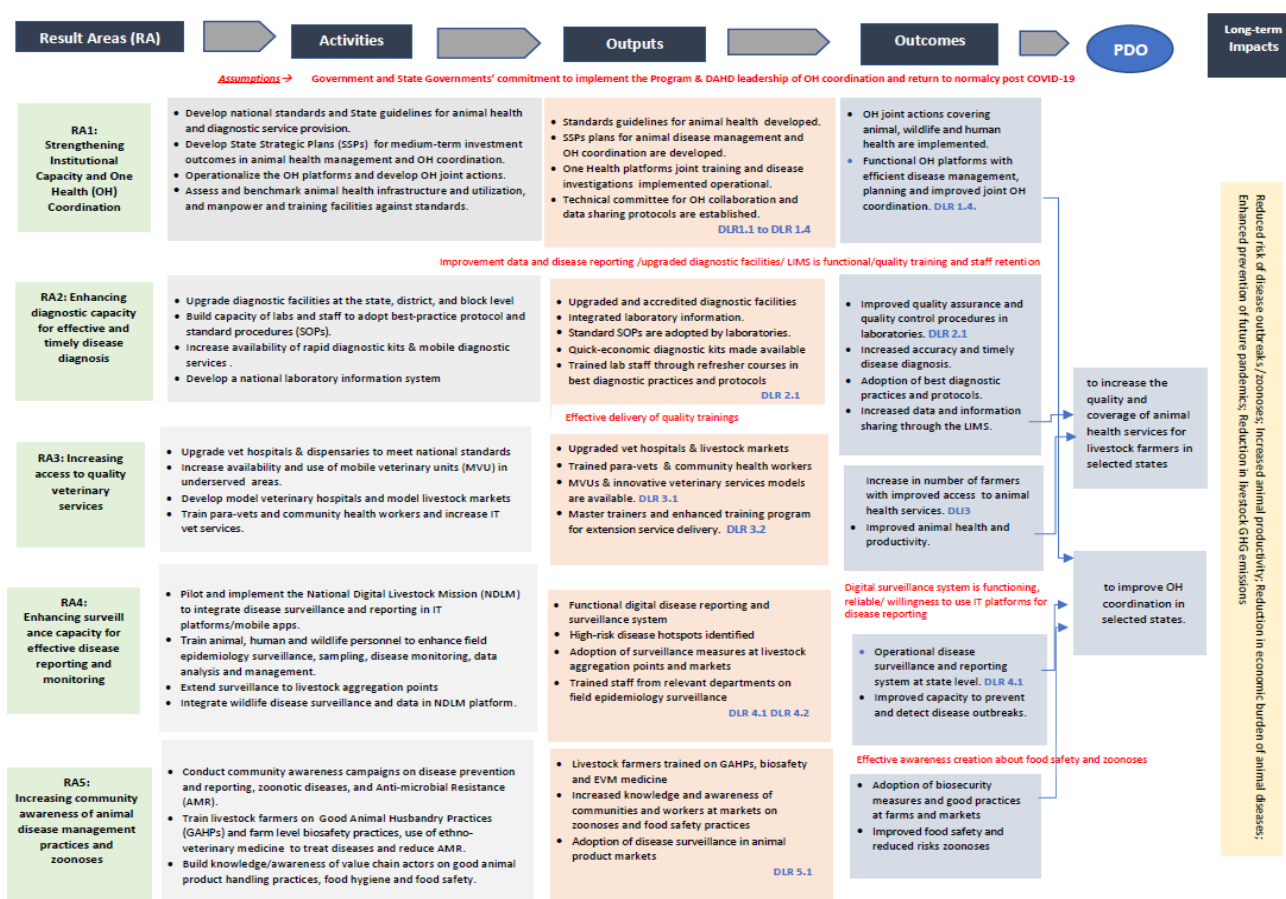 Result Areas (RA)
Activities
Outputs
Outcomes
PDO
Long-term
Impacts
Assumptions → Government and State Governments' commitment to implement the Program & DAHD leadership of OH coordination and return to normalcy post COVID-19
RA1:
Strengthening
Institutional
Capacity and One
Health (OH)
Coordination
• Develop national standards and State guidelines for animal health
and diagnostic service provision.
• Develop State Strategic Plans (SSPs) for medium-term investment
outcomes in animal health management and OH coordination.
• Operationalize the OH platforms and develop OH joint actions.
• Assess and benchmark animal health infrastructure and utilization,
and manpower and training facilities against standards.
• Standards guidelines for animal health developed.
• SSPs plans for animal disease management and
OH coordination are developed.
• One Health platforms joint training and disease
investigations implemented operational.
• Technical committee for OH collaboration and
data sharing protocols are established.
DLR1.1 to DLR 1.4
• OH joint actions covering
animal, wildlife and human
health are implemented.
• Functional OH platforms with
efficient disease management,
planning and improved joint OH
coordination. DLR 1.4.
Improvement data and disease reporting /upgraded diagnostic facilities/ LIMS is functional/quality training and staff retention
RA2: Enhancing
diagnostic capacity
for effective and
timely disease
diagnosis
• Upgrade diagnostic facilities at the state, district, and block level
• Build capacity of labs and staff to adopt best-practice protocol and
standard procedures (SOPs).
• Increase availability of rapid diagnostic kits & mobile diagnostic
services .
• Develop a national laboratory information system
• Upgraded and accredited diagnostic facilities
• Integrated laboratory information.
• Standard SOPs are adopted by laboratories.
• Quick-economic diagnostic kits made available
• Trained lab staff through refresher courses in
best diagnostic practices and protocols
DLR 2.1
• Improved quality assurance and
quality control procedures in
laboratories. DLR 2.1
• Increased accuracy and timely
disease diagnosis.
• Adoption of best diagnostic
practices and protocols.
• Increased data and information
sharing through the LIMS.
Effective delivery of quality trainings
RA3: Increasing
access to quality
veterinary
services
• Upgrade vet hospitals & dispensaries to meet national standards
• Increase availability and use of mobile veterinary units (MVU) in
underserved areas.
• Develop model veterinary hospitals and model livestock markets
• Train para-vets and community health workers and increase IT
vet services.
• Upgraded vet hospitals & livestock markets
• Trained para-vets & community health workers
• MVUs & innovative veterinary services models
are available. DLR 3.1
• Master trainers and enhanced training program
for extension service delivery. DLR 3.2
Increase in number of farmers
with improved access to animal
health services. DLI3
• Improved animal health and
productivity.
to increase the
quality and
coverage of animal
health services for
livestock farmers in
selected states
RA4:
Enhancing surveill
ance capacity for
effective disease
reporting and
monitoring
• Pilot and implement the National Digital Livestock Mission (NDLM)
to integrate disease surveillance and reporting in IT
platforms/mobile apps.
• Train animal, human and wildlife personnel to enhance field
epidemiology surveillance, sampling, disease monitoring, data
analysis and management.
• Extend surveillance to livestock aggregation points
• Integrate wildlife disease surveillance and data in NDLM platform.
• Functional digital disease reporting and
surveillance system
• High-risk disease hotspots identified
• Adoption of surveillance measures at livestock
aggregation points and markets
• Trained staff from relevant departments on
field epidemiology surveillance
DLR 4.1 DLR 4.2
Digital surveillance system is functioning,
reliable/ willingness to use IT platforms for
disease reporting
• Operational disease
surveillance and reporting
system at state level. DLR 4.1
• Improved capacity to prevent
and detect disease outbreaks.
to improve OH
coordination in
selected states.
RA5:
Increasing community
awareness of animal
disease management
practices and
zoonoses
• Conduct community awareness campaigns on disease prevention
and reporting, zoonotic diseases, and Anti-microbial Resistance
(AMR).
• Train livestock farmers on Good Animal Husbandry Practices
(GAHPs) and farm level biosafety practices, use of ethno-
veterinary medicine to treat diseases and reduce AMR.
• Build knowledge/awareness of value chain actors on good animal
product handling practices, food hygiene and food safety.
• Livestock farmers trained on GAHPs, biosafety
and EVM medicine
• Increased knowledge and awareness of
communities and workers at markets on
zoonoses and food safety practices
• Adoption of disease surveillance in animal
product markets
DLR 5.1
Effective awareness creation about food safety and zoonoses
• Adoption of biosecurity
measures and good practices
at farms and markets
• Improved food safety and
reduced risks zoonoses
Reduced risk of disease outbreaks/zoonoses; Increased animal productivity; Reduction in economic burden of animal diseases;
Enhanced prevention of future pandemics; Reduction in livestock GHG emissions